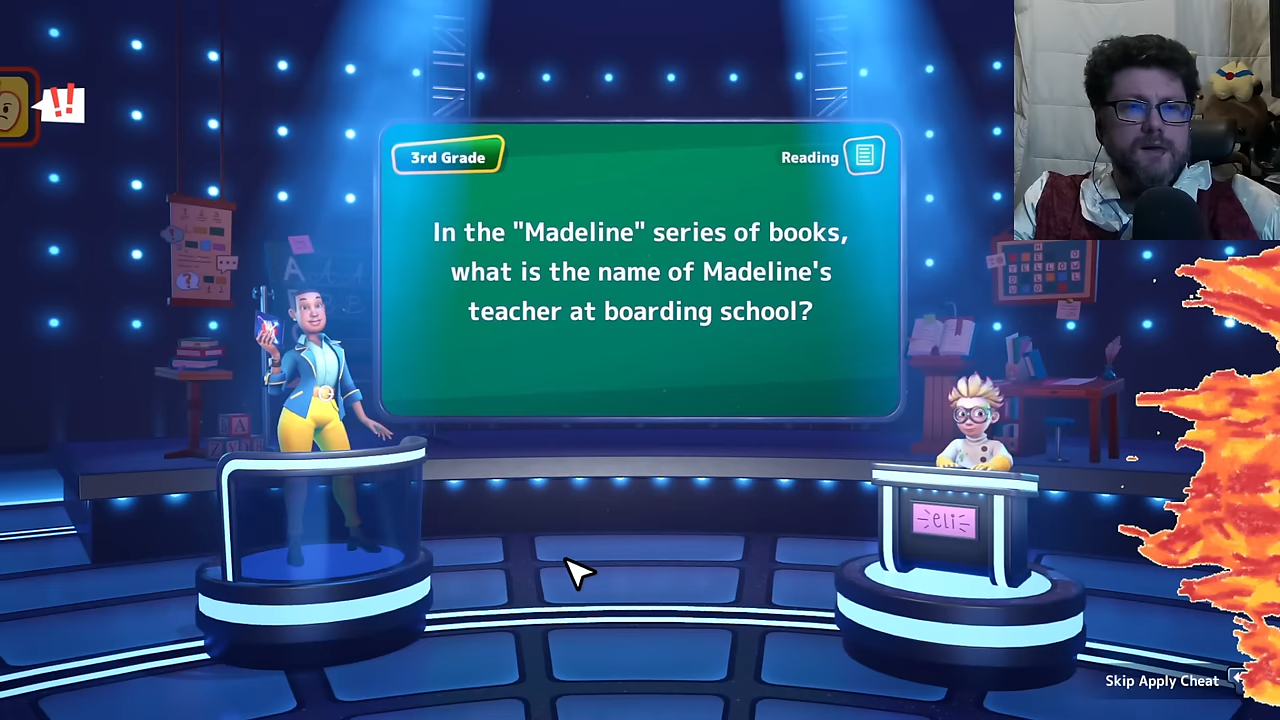 !!
3rd Grade
Reading
In the "Madeline" series of books,
what is the name of Madeline's
teacher at boarding school?
A
YELLOW
A
eli
Skip Apply Cheat